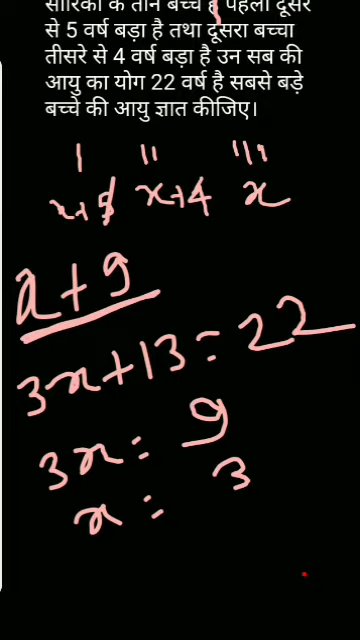 सारिका के तीन बच्चे हैं पहला दूसरे
से 5 वर्ष बड़ा है तथा दूसरा बच्चा
तीसरे से 4 वर्ष बड़ा है उन सब की
आयु का योग 22 वर्ष है सबसे बड़े
बच्चे की आयु ज्ञात कीजिए।
I II III
x+9 x+4 x
x+9
3x+13=22
3x= 9
x= 3